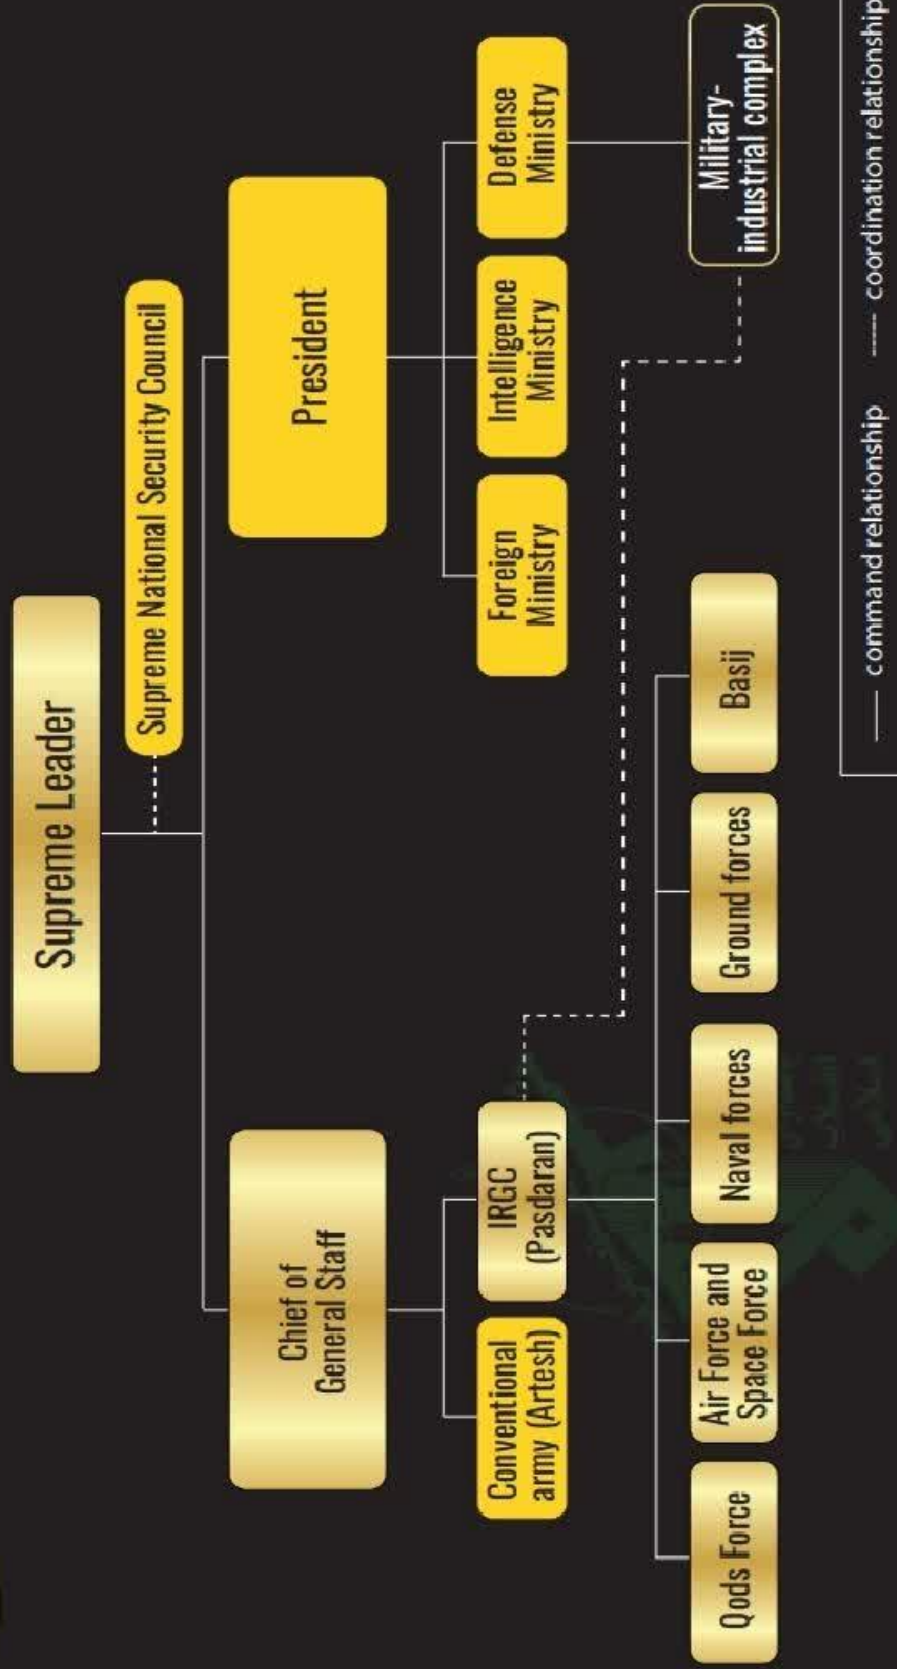 Supreme Leader
Supreme National Security Council
Chief of
General Staff
President
Conventional
army (Artesh)
IRGC
(Pasdaran)
Foreign
Ministry
Intelligence
Ministry
Defense
Ministry
Qods Force
Air Force and
Space Force
Naval forces
Ground forces
Basij
Military-
industrial complex
command relationship
coordination relationship